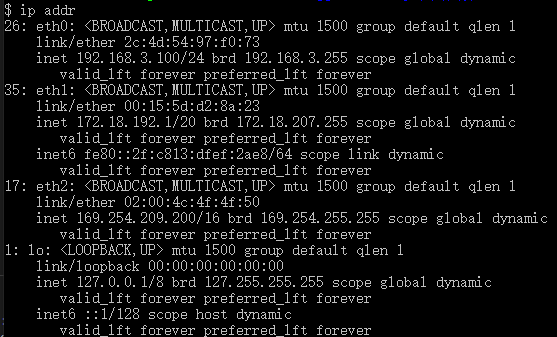 $ ip addr
26: eth0: <BROADCAST,MULTICAST,UP> mtu 1500 group default qlen 1
    link/ether 2c:4d:54:97:f0:73
    inet 192.168.3.100/24 brd 192.168.3.255 scope global dynamic
       valid_lft forever preferred_lft forever
35: eth1: <BROADCAST,MULTICAST,UP> mtu 1500 group default qlen 1
    link/ether 00:15:5d:d2:8a:23
    inet 172.18.192.1/20 brd 172.18.207.255 scope global dynamic
       valid_lft forever preferred_lft forever
    inet6 fe80::2f:c813:dfef:2ae8/64 scope link dynamic
       valid_lft forever preferred_lft forever
17: eth2: <BROADCAST,MULTICAST,UP> mtu 1500 group default qlen 1
    link/ether 02:00:4c:4f:4f:50
    inet 169.254.209.200/16 brd 169.254.255.255 scope global dynamic
       valid_lft forever preferred_lft forever
1: lo: <LOOPBACK,UP> mtu 1500 group default qlen 1
    link/loopback 00:00:00:00:00:00
    inet 127.0.0.1/8 brd 127.255.255.255 scope global dynamic
       valid_lft forever preferred_lft forever
    inet6 ::1/128 scope host dynamic
       valid_lft forever preferred_lft forever